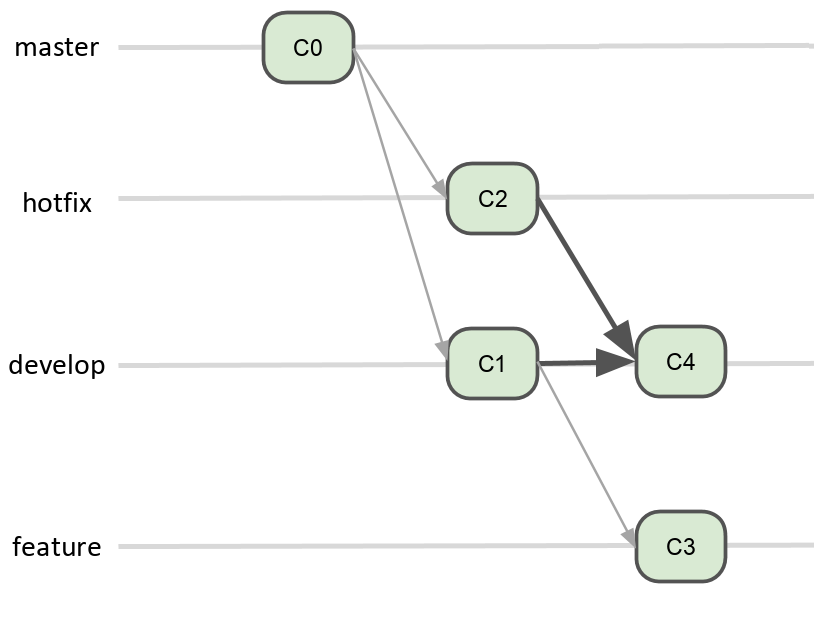 master
C0
hotfix
C2
develop
C1
C4
feature
C3